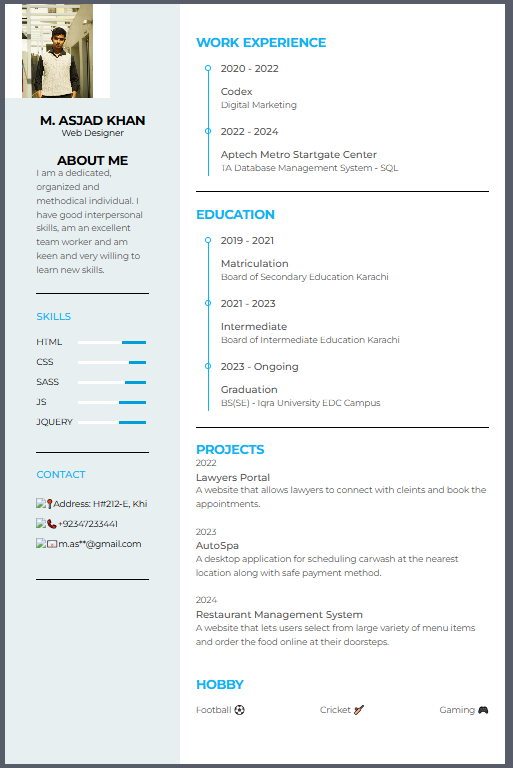 M. ASJAD KHAN
Web Designer
ABOUT ME
I am a dedicated,
organized and
methodical individual. I
have good interpersonal
skills, am an excellent
team worker and am
keen and very willing to
learn new skills.
SKILLS
HTML
CSS
SASS
JS
JQUERY
CONTACT
📍Address: H#212-E, Khi
📞+92347233441
📧m.as**@gmail.com
WORK EXPERIENCE
2020 - 2022
Codex
Digital Marketing
2022 - 2024
Aptech Metro Startgate Center
TA Database Management System - SQL
EDUCATION
2019 - 2021
Matriculation
Board of Secondary Education Karachi
2021 - 2023
Intermediate
Board of Intermediate Education Karachi
2023 - Ongoing
Graduation
BS(SE) - Iqra University EDC Campus
PROJECTS
2022
Lawyers Portal
A website that allows lawyers to connect with cleints and book the
appointments.
2023
AutoSpa
A desktop application for scheduling carwash at the nearest
location along with safe payment method.
2024
Restaurant Management System
A website that lets users select from large variety of menu items
and order the food online at their doorsteps.
HOBBY
Football ⚽ Cricket 🏏 Gaming 🎮